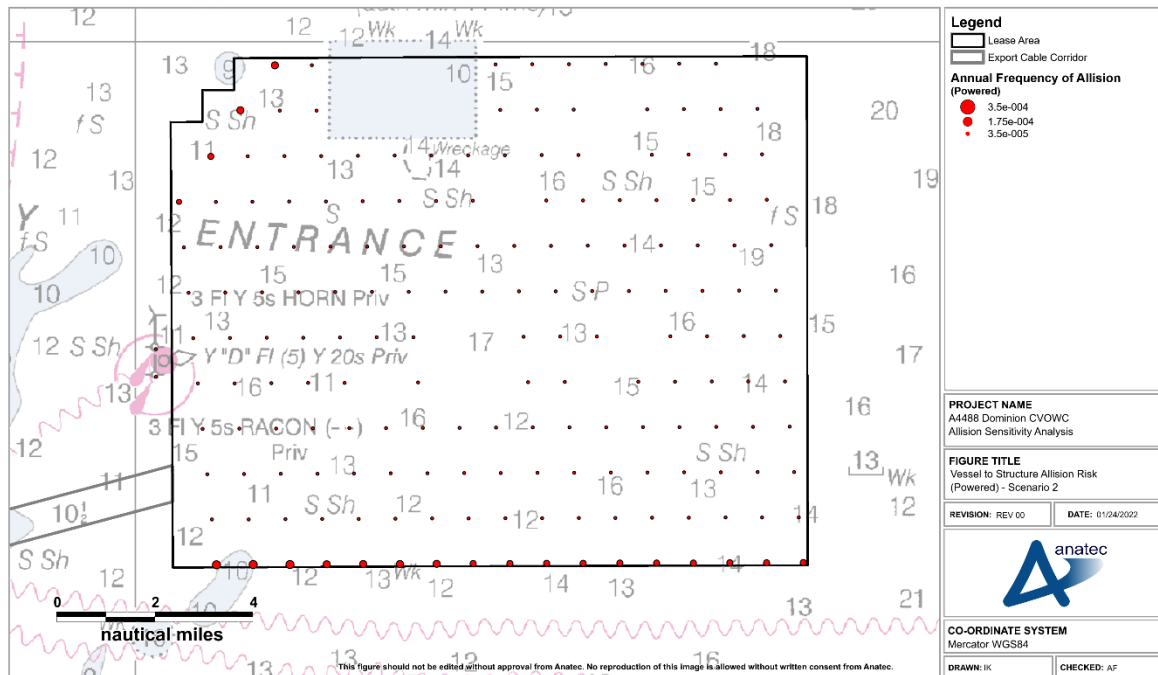 12
12
12 Wk
14 Wk
13
9
10
15
16
18
13
f S
S Sh
13
12
11
13
14 Wreckage
14
15
18
20
13
16
S Sh
S Sh
15
19
Y 11
f S
12
S
f S
18
10
ENTRANCE
13
14
19
10
12
15
15
16
3 Fl Y 5s HORN Priv
S P
15
11
13
13
17
13
16
12 S Sh
Y "D" Fl (5) Y 20s Priv
17
13
16
11
15
14
16
12
3 Fl Y 5s RACON (- -)
Priv
16
12
15
13
S Sh
13 Wk
11
11
16
13
12
10½
S Sh
12
12
14
12
S Sh
12
10
12
13 Wk
14
13
14
13
21
10
0 2 4
nautical miles
13
16
This figure should not be edited without approval from Anatec. No reproduction of this image is allowed without written consent from Anatec.
Legend
Lease Area
Export Cable Corridor
Annual Frequency of Allision
(Powered)
3.5e-004
1.75e-004
3.5e-005
PROJECT NAME
A4488 Dominion CVOWC
Allision Sensitivity Analysis
FIGURE TITLE
Vessel to Structure Allision Risk
(Powered) - Scenario 2
REVISION: REV 00
DATE: 01/24/2022
anatec
CO-ORDINATE SYSTEM
Mercator WGS84
DRAWN: IK
CHECKED: AF